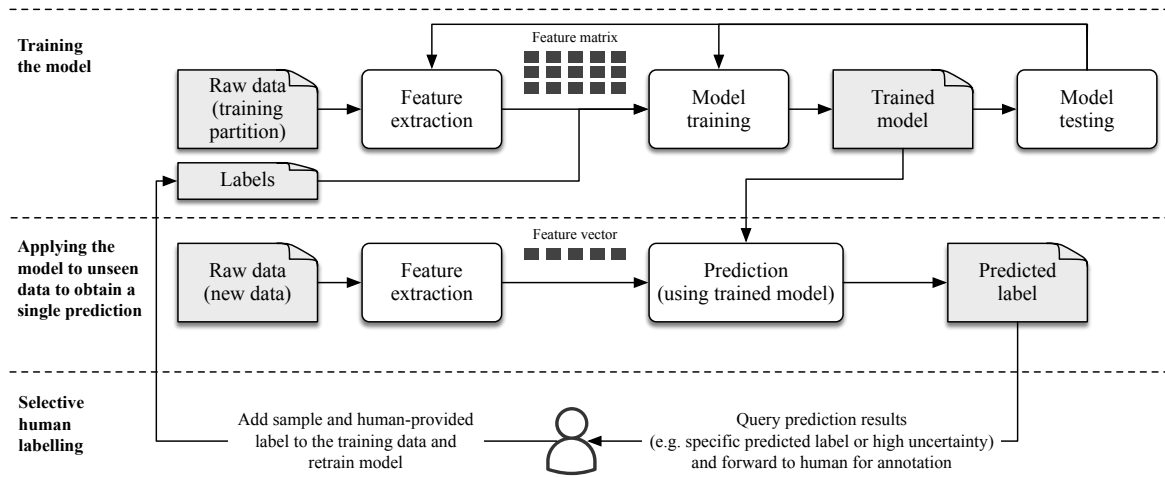 Training
the model
Feature matrix
Raw data
(training
partition)
Feature
extraction
Model
training
Trained
model
Model
testing
Labels
Applying the
model to unseen
data to obtain a
single prediction
Feature vector
Raw data
(new data)
Feature
extraction
Prediction
(using trained model)
Predicted
label
Selective
human
labelling
Add sample and human-provided
label to the training data and
retrain model
Query prediction results
(e.g. specific predicted label or high uncertainty)
and forward to human for annotation